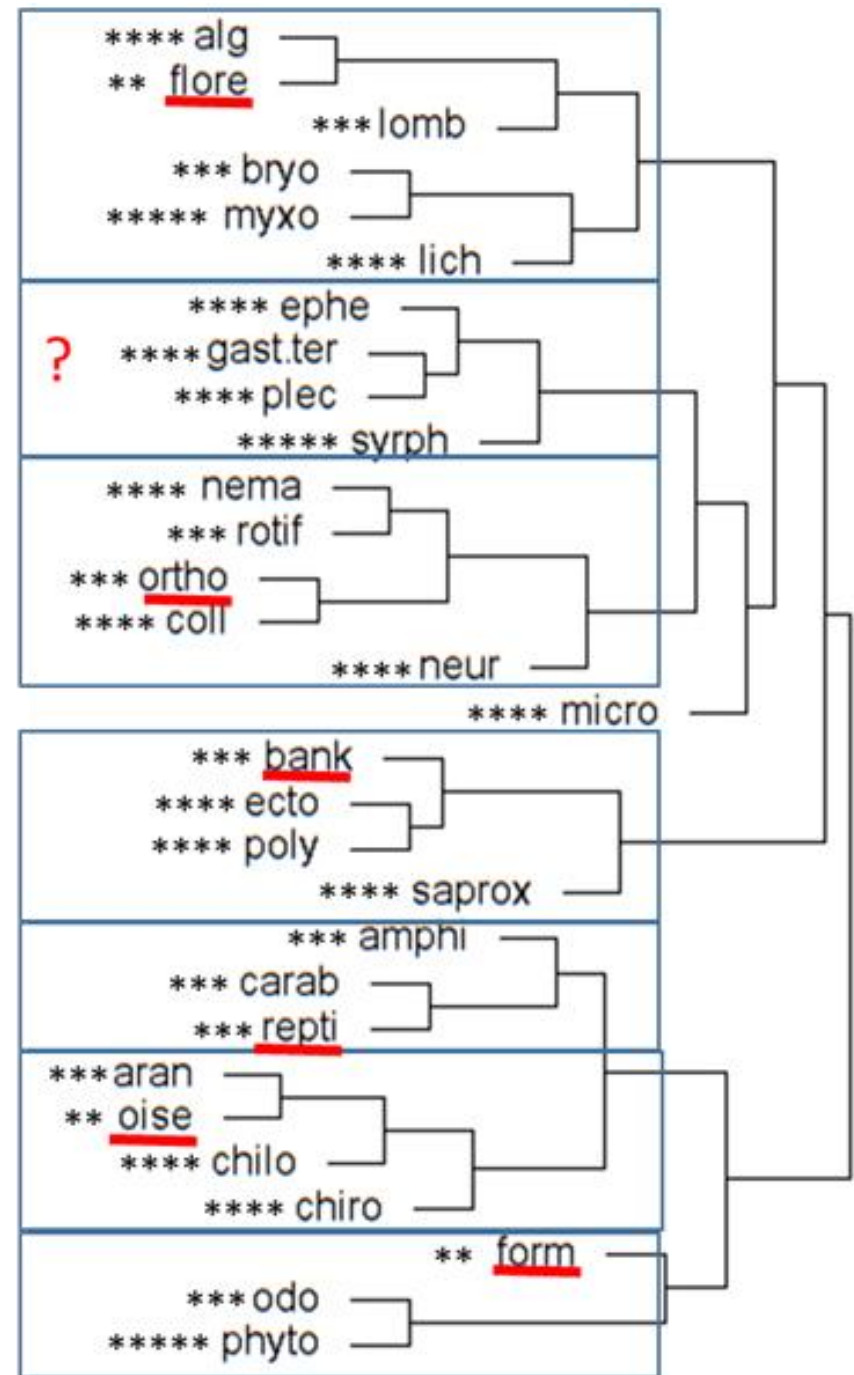 **** alg
** flore
*** lomb
*** bryo
***** myxo
**** lich
**** ephe
? **** gast.ter
**** plec
***** syrph
**** nema
*** rotif
*** ortho
**** coll
**** neur
**** micro
*** bank
**** ecto
**** poly
**** saprox
*** amphi
*** carab
*** repti
*** aran
** oise
**** chilo
**** chiro
** form
*** odo
***** phyto